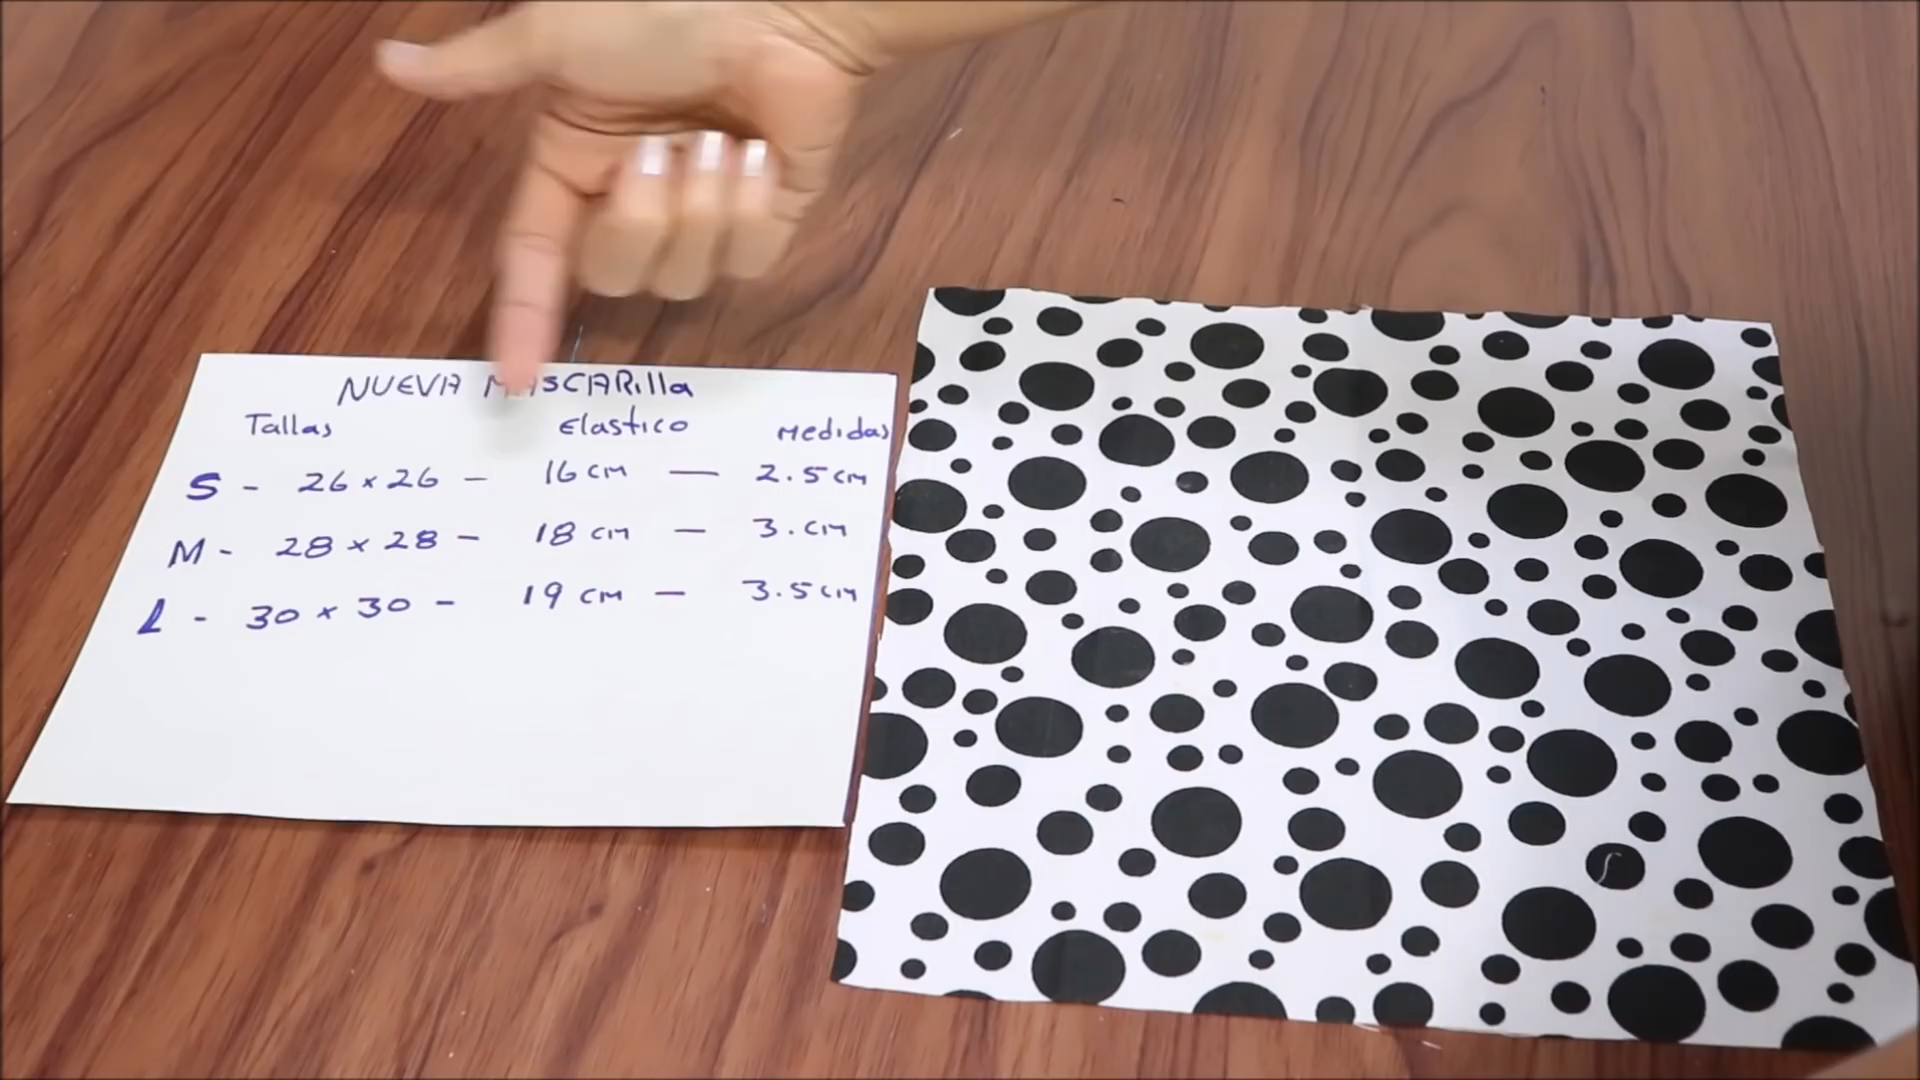 NUEVA MASCARilla
Tallas Elastico Medidas
S - 26 x 26 - 16 cm — 2.5 cm
M - 28 x 28 - 18 cm - 3. cm
L - 30 x 30 - 19 cm - 3.5 cm